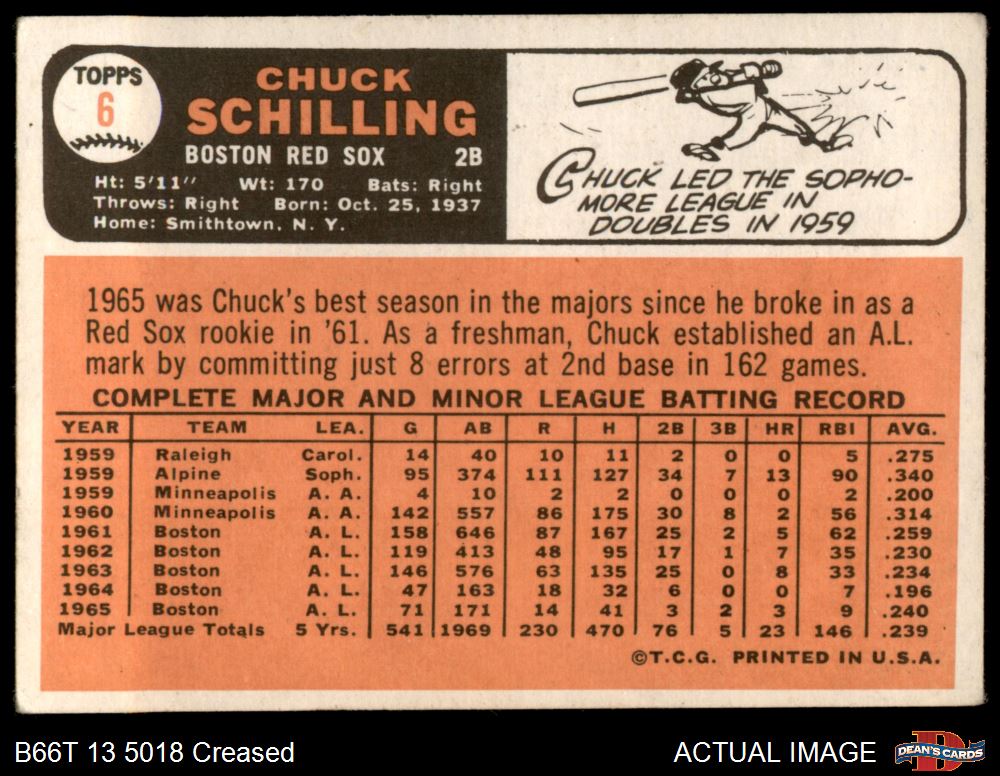 TOPPS
6
CHUCK
SCHILLING
BOSTON RED SOX 2B
Ht: 5'11" Wt: 170 Bats: Right
Throws: Right Born: Oct. 25, 1937
Home: Smithtown, N. Y.
CHUCK LED THE SOPHO-
MORE LEAGUE IN
DOUBLES IN 1959
1965 was Chuck's best season in the majors since he broke in as a
Red Sox rookie in '61. As a freshman, Chuck established an A.L.
mark by committing just 8 errors at 2nd base in 162 games.
COMPLETE MAJOR AND MINOR LEAGUE BATTING RECORD
YEAR TEAM LEA. G AB R H 2B 3B HR RBI AVG.
1959 Raleigh Carol. 14 40 10 11 2 0 0 5 .275
1959 Alpine Soph. 95 374 111 127 34 7 13 90 .340
1959 Minneapolis A. A. 4 10 2 2 0 0 0 2 .200
1960 Minneapolis A. A. 142 557 86 175 30 8 2 56 .314
1961 Boston A. L. 158 646 87 167 25 2 5 62 .259
1962 Boston A. L. 119 413 48 95 17 1 7 35 .230
1963 Boston A. L. 146 576 63 135 25 0 8 33 .234
1964 Boston A. L. 47 163 18 32 6 0 0 7 .196
1965 Boston A. L. 71 171 14 41 3 2 3 9 .240
Major League Totals 5 Yrs. 541 1969 230 470 76 5 23 146 .239
©T.C.G. PRINTED IN U.S.A.
B66T 13 5018 Creased ACTUAL IMAGE DEAN'S CARDS